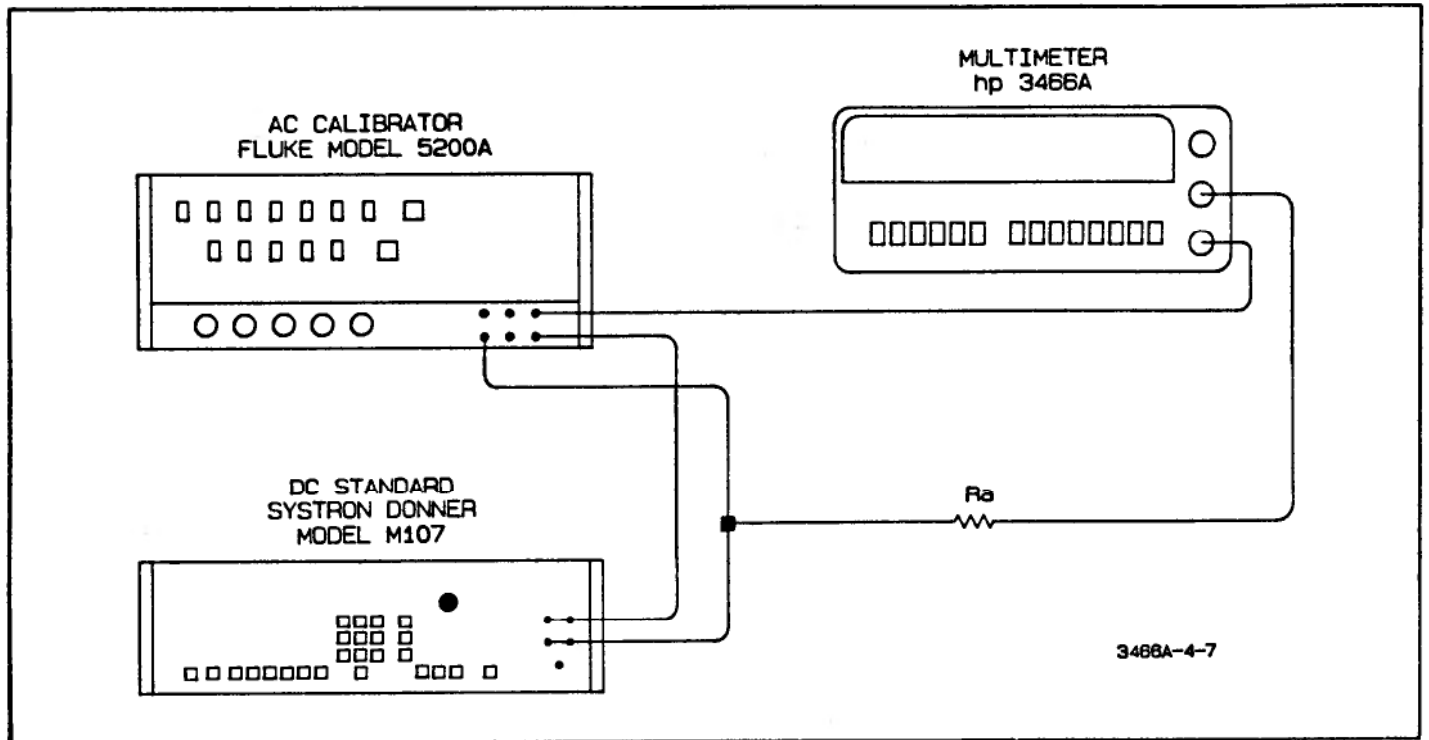 MULTIMETER
hp 3466A
AC CALIBRATOR
FLUKE MODEL 5200A
DC STANDARD
SYSTRON DONNER
MODEL M107
Ra
3466A-4-7